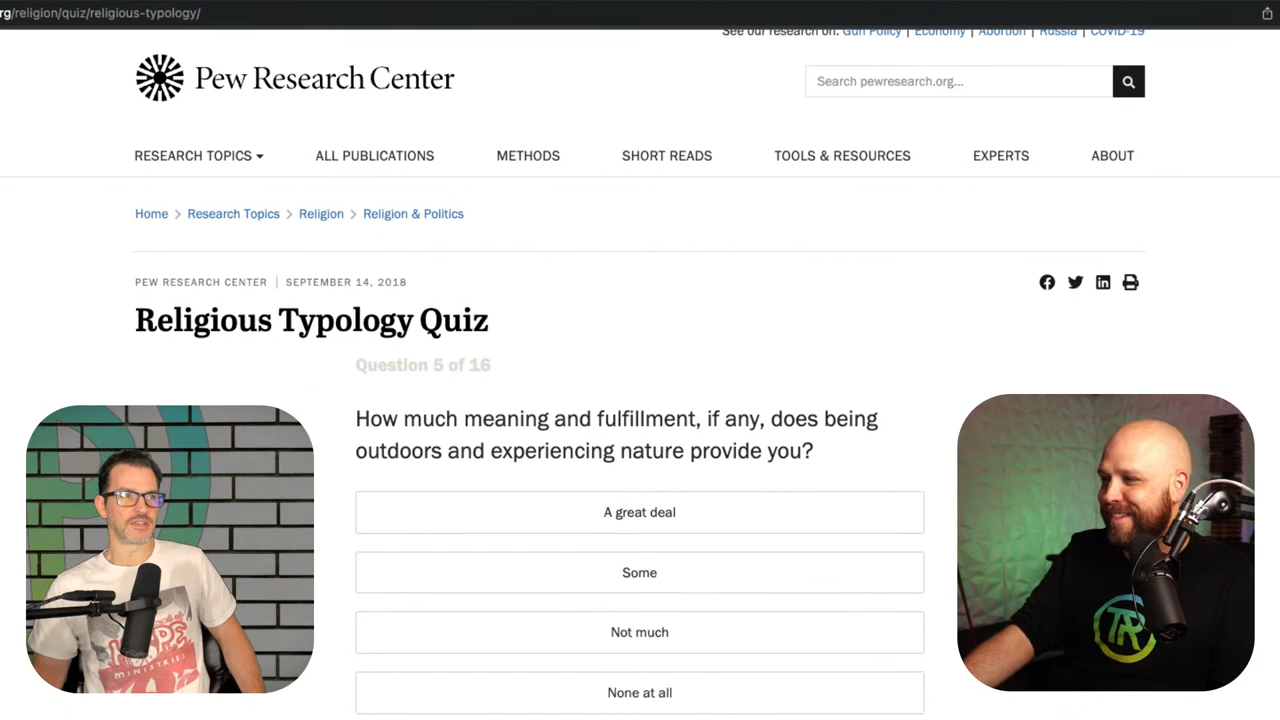 rg/religion/quiz/religious-typology/
See our research on: Gun Policy | Economy | Abortion | Russia | COVID-19
Pew Research Center
Search pewresearch.org...
RESEARCH TOPICS
ALL PUBLICATIONS
METHODS
SHORT READS
TOOLS & RESOURCES
EXPERTS
ABOUT
Home > Research Topics > Religion > Religion & Politics
PEW RESEARCH CENTER | SEPTEMBER 14, 2018
Religious Typology Quiz
Question 5 of 16
How much meaning and fulfillment, if any, does being
outdoors and experiencing nature provide you?
A great deal
Some
Not much
None at all
MINISTRIES
TR